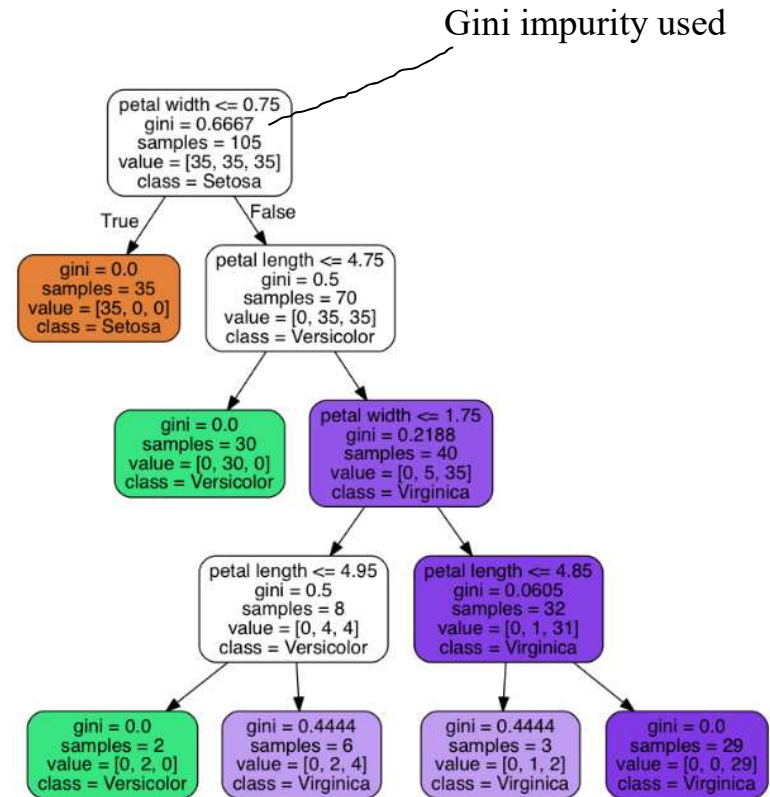 Gini impurity used
petal width <= 0.75
gini = 0.6667
samples = 105
value = [35, 35, 35]
class = Setosa
True
False
gini = 0.0
samples = 35
value = [35, 0, 0]
class = Setosa
petal length <= 4.75
gini = 0.5
samples = 70
value = [0, 35, 35]
class = Versicolor
gini = 0.0
samples = 30
value = [0, 30, 0]
class = Versicolor
petal width <= 1.75
gini = 0.2188
samples = 40
value = [0, 5, 35]
class = Virginica
petal length <= 4.95
gini = 0.5
samples = 8
value = [0, 4, 4]
class = Versicolor
petal length <= 4.85
gini = 0.0605
samples = 32
value = [0, 1, 31]
class = Virginica
gini = 0.0
samples = 2
value = [0, 2, 0]
class = Versicolor
gini = 0.4444
samples = 6
value = [0, 2, 4]
class = Virginica
gini = 0.4444
samples = 3
value = [0, 1, 2]
class = Virginica
gini = 0.0
samples = 29
value = [0, 0, 29]
class = Virginica